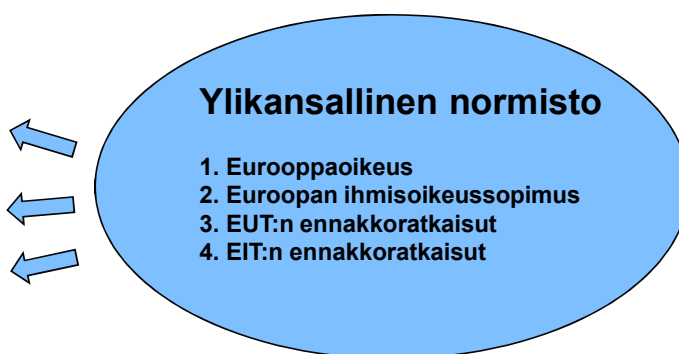 Ylikansallinen normisto
1. Eurooppaoikeus
2. Euroopan ihmisoikeussopimus
3. EUT:n ennakkoratkaisut
4. EIT:n ennakkoratkaisut